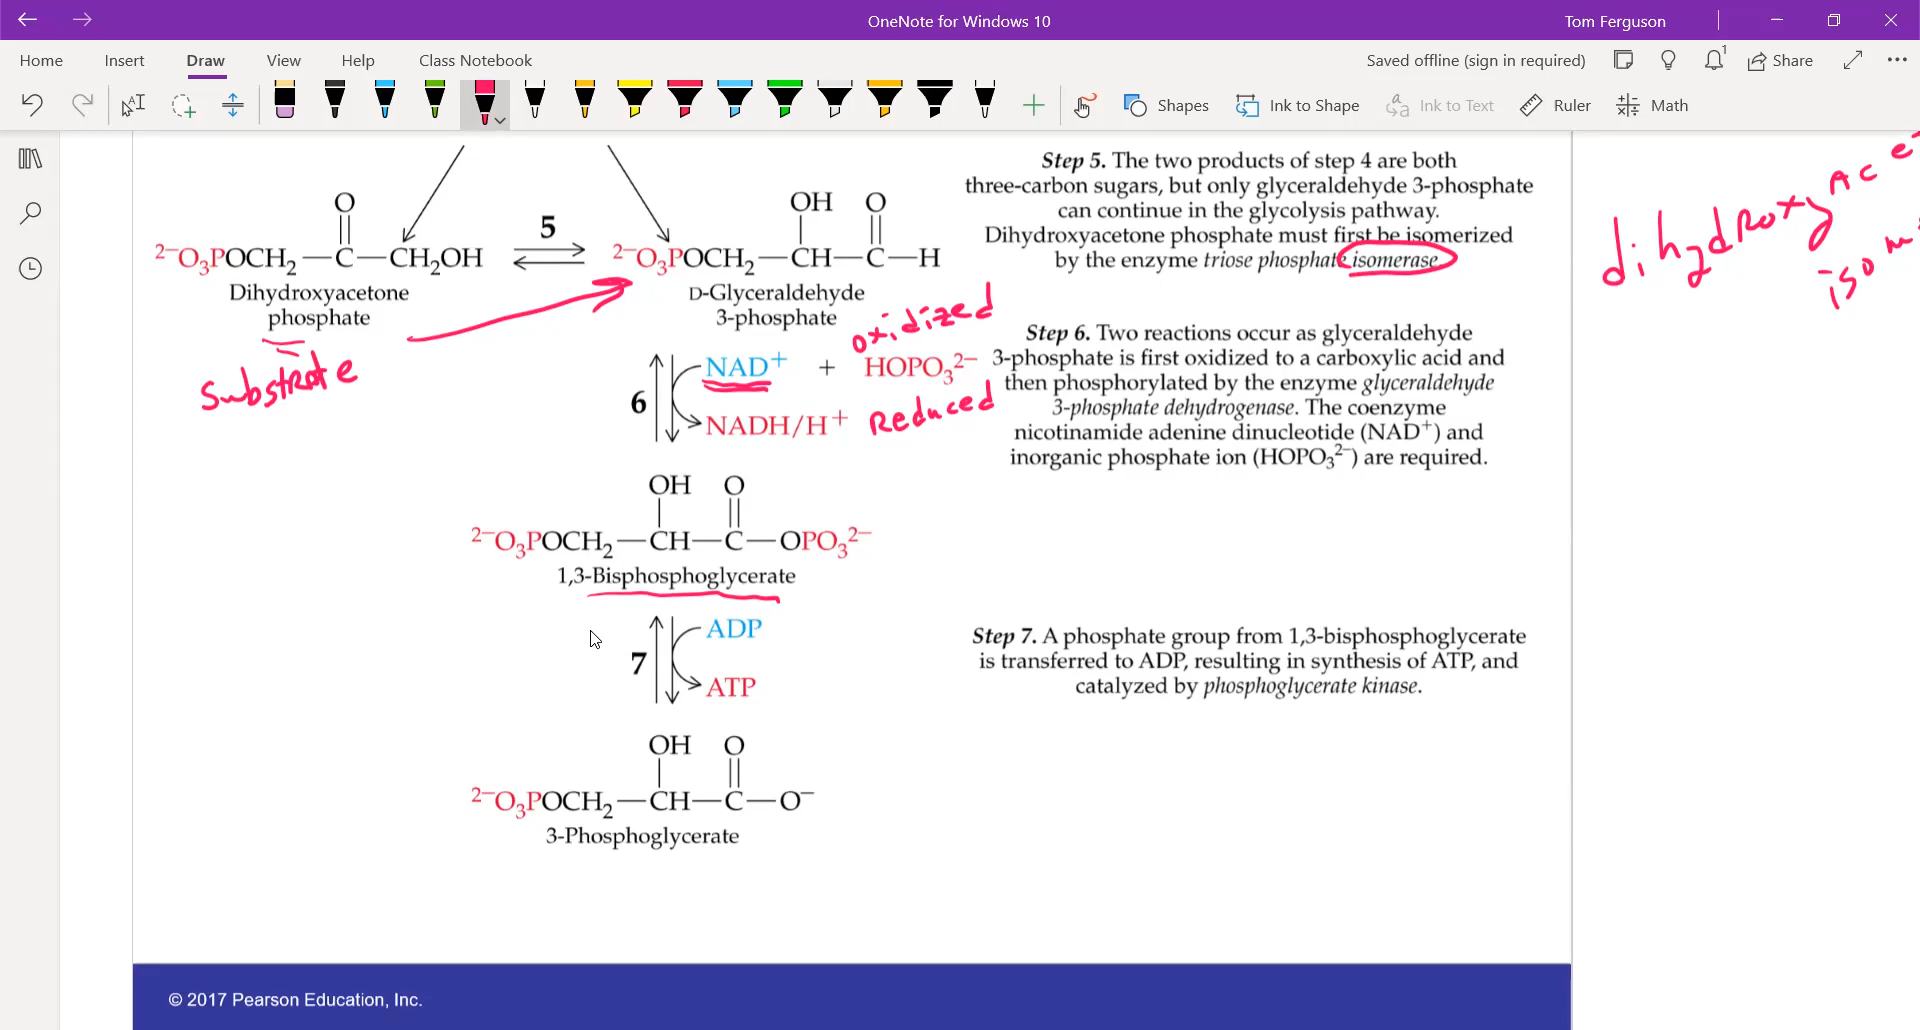 OneNote for Windows 10
Tom Ferguson
Home Insert Draw View Help Class Notebook
Saved offline (sign in required)
1
Share
Shapes
Ink to Shape
Ink to Text
Ruler
Math
Step 5. The two products of step 4 are both
three-carbon sugars, but only glyceraldehyde 3-phosphate
can continue in the glycolysis pathway.
Dihydroxyacetone phosphate must first be isomerized
by the enzyme triose phosphate isomerase.
dihydroxyAce
isom
O
²⁻O₃POCH₂—C—CH₂OH
Dihydroxyacetone
phosphate
substRate
5
OH O
²⁻O₃POCH₂—CH—C—H
D-Glyceraldehyde
3-phosphate
oxidized
6
NAD⁺ + HOPO₃²⁻
NADH/H⁺
Reduced
Step 6. Two reactions occur as glyceraldehyde
3-phosphate is first oxidized to a carboxylic acid and
then phosphorylated by the enzyme glyceraldehyde
3-phosphate dehydrogenase. The coenzyme
nicotinamide adenine dinucleotide (NAD⁺) and
inorganic phosphate ion (HOPO₃²⁻) are required.
OH O
²⁻O₃POCH₂—CH—C—OPO₃²⁻
1,3-Bisphosphoglycerate
7
ADP
ATP
Step 7. A phosphate group from 1,3-bisphosphoglycerate
is transferred to ADP, resulting in synthesis of ATP, and
catalyzed by phosphoglycerate kinase.
OH O
²⁻O₃POCH₂—CH—C—O⁻
3-Phosphoglycerate
© 2017 Pearson Education, Inc.